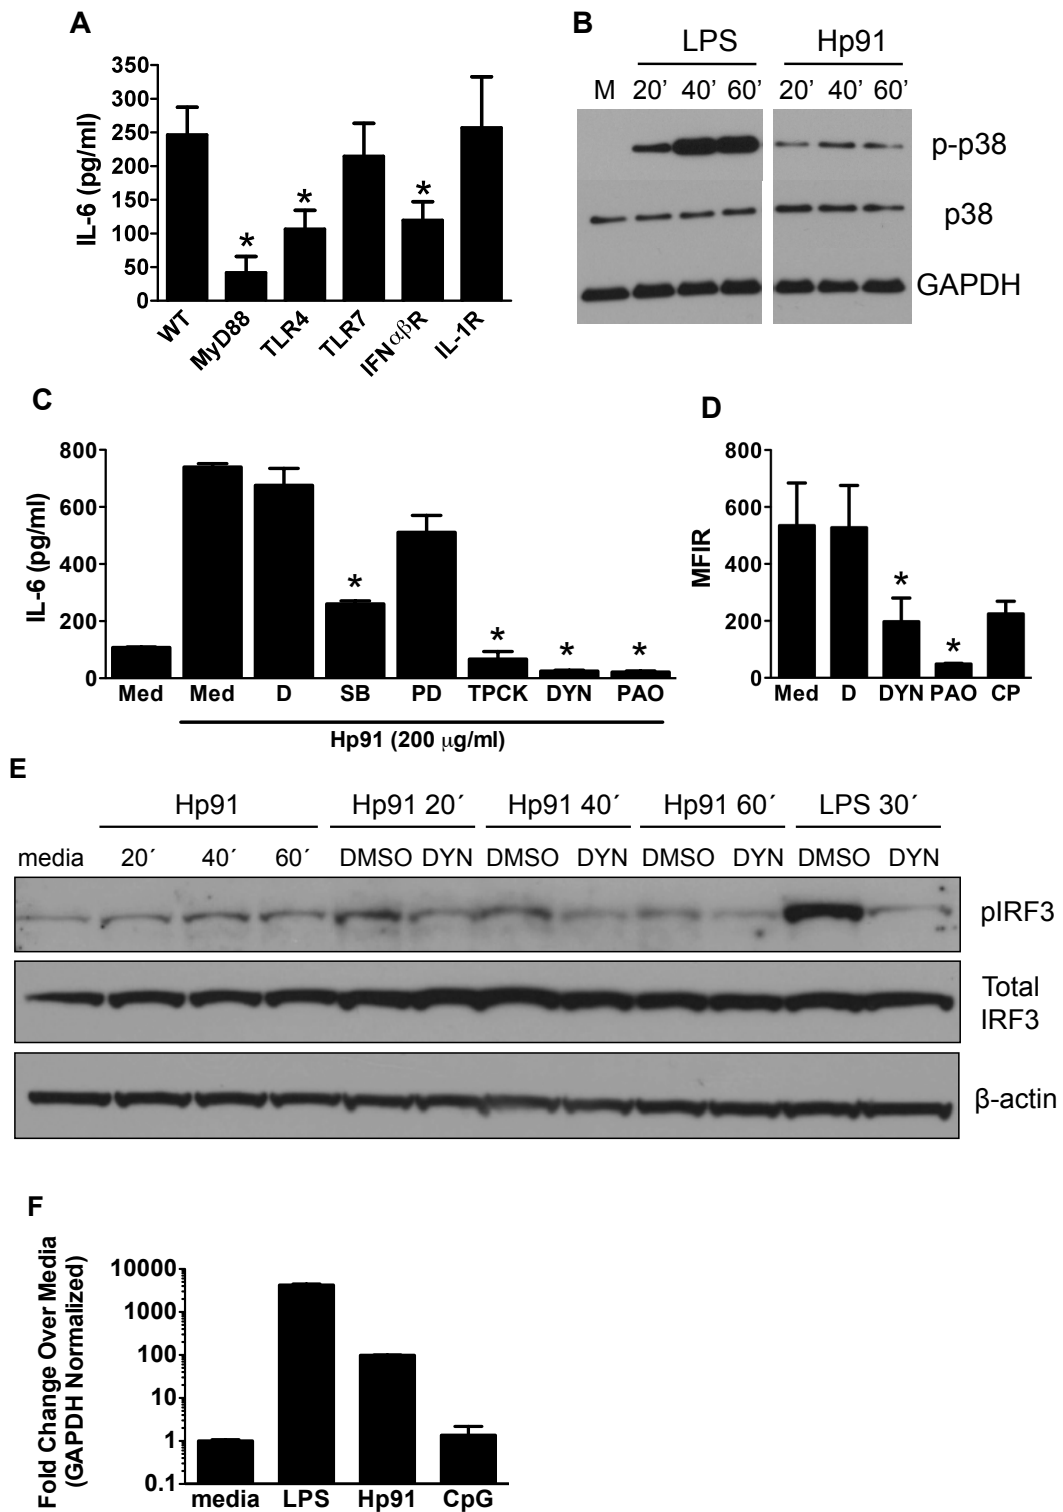 A
IL-6 (pg/ml)
350
300
250
200
150
100
50
0
*
*
*
WT
MyD88
TLR4
TLR7
IFNαβR
IL-1R
B
LPS
Hp91
M 20’ 40’ 60’ 20’ 40’ 60’
p-p38
p38
GAPDH
C
IL-6 (pg/ml)
800
600
400
200
0
*
*
*
*
Med Med D SB PD TPCK DYN PAO
Hp91 (200 μg/ml)
D
MFIR
800
600
400
200
0
*
*
Med D DYN PAO CP
E
Hp91 Hp91 20´ Hp91 40´ Hp91 60´ LPS 30´
media 20´ 40´ 60´ DMSO DYN DMSO DYN DMSO DYN DMSO DYN
pIRF3
Total
IRF3
β-actin
F
Fold Change Over Media
(GAPDH Normalized)
10000
1000
100
10
1
0.1
media LPS Hp91 CpG